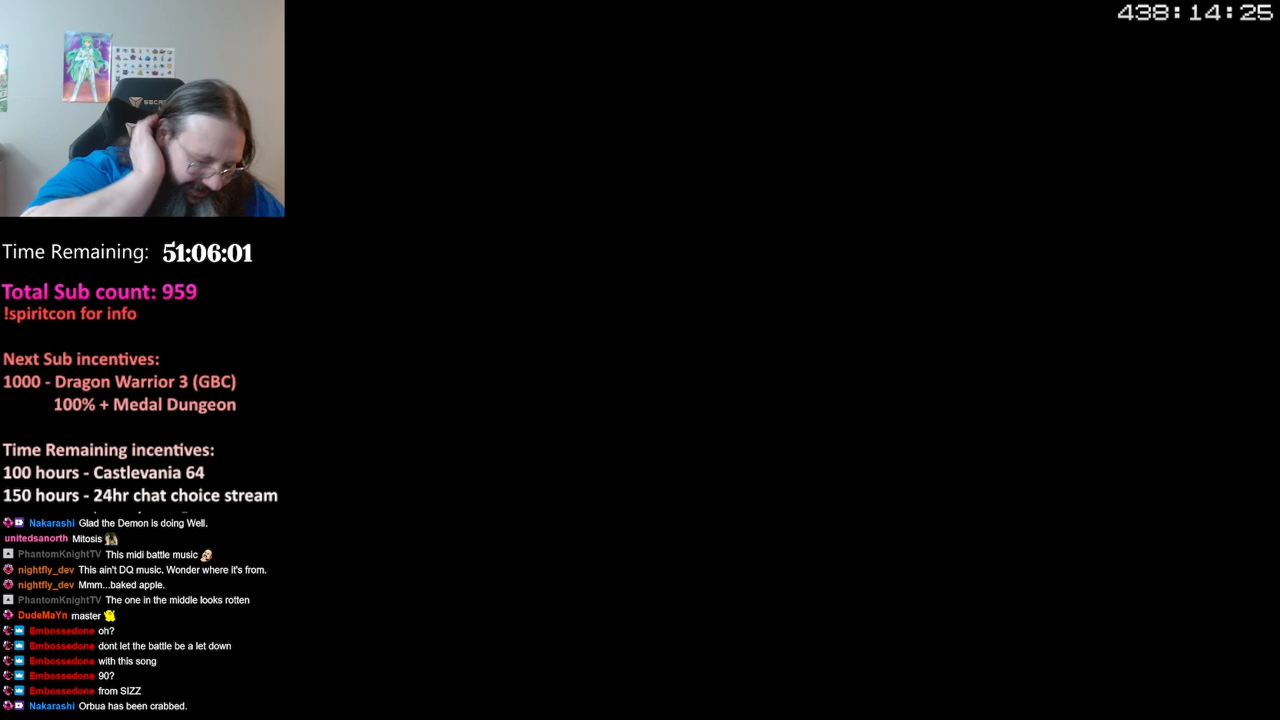 438:14:25
SECRE
Time Remaining: 51:06:01
Total Sub count: 959
!spiritcon for info
Next Sub incentives:
1000 - Dragon Warrior 3 (GBC)
100% + Medal Dungeon
Time Remaining incentives:
100 hours - Castlevania 64
150 hours - 24hr chat choice stream
Nakarashi Glad the Demon is doing Well.
unitedsanorth Mitosis
PhantomKnightTV This midi battle music
nightfly_dev This ain't DQ music. Wonder where it's from.
nightfly_dev Mmm...baked apple.
PhantomKnightTV The one in the middle looks rotten
DudeMaYn master
Embossedone oh?
Embossedone dont let the battle be a let down
Embossedone with this song
Embossedone 90?
Embossedone from SIZZ
Nakarashi Orbua has been crabbed.